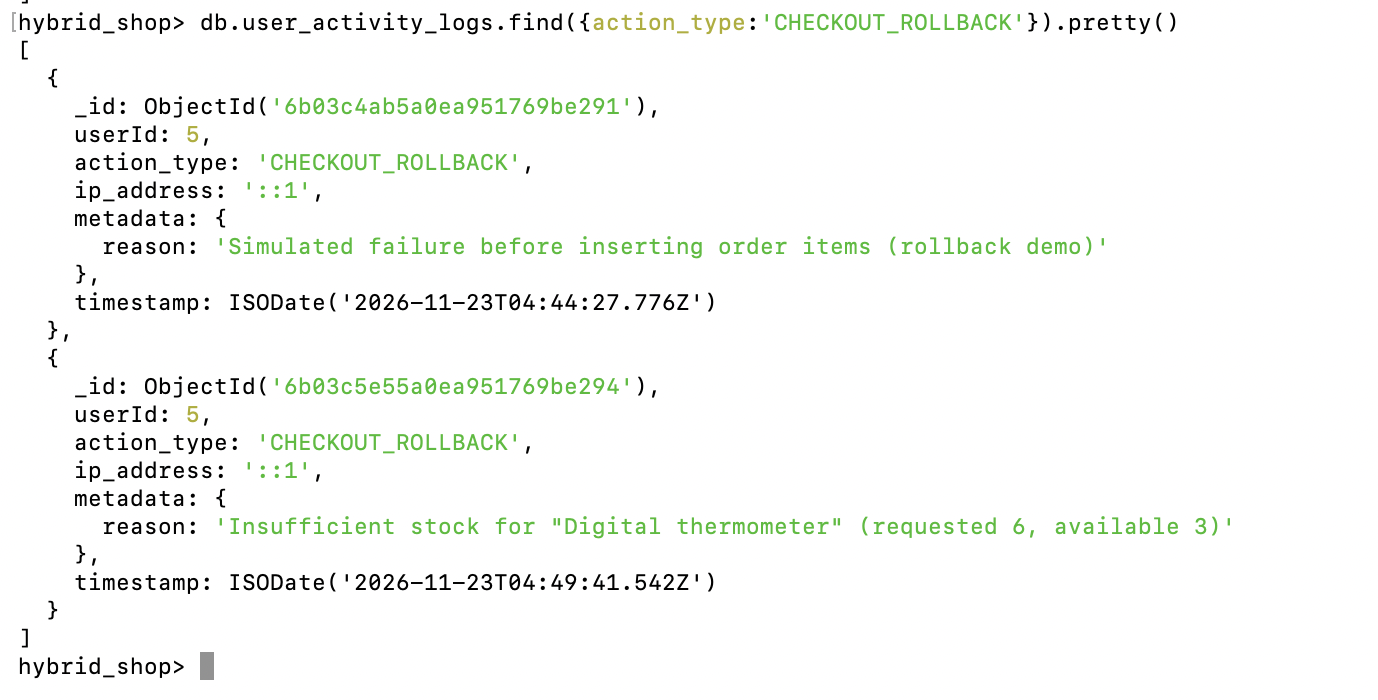 [hybrid_shop> db.user_activity_logs.find({action_type:'CHECKOUT_ROLLBACK'}).pretty()
[
  {
    _id: ObjectId('6b03c4ab5a0ea951769be291'),
    userId: 5,
    action_type: 'CHECKOUT_ROLLBACK',
    ip_address: '::1',
    metadata: {
      reason: 'Simulated failure before inserting order items (rollback demo)'
    },
    timestamp: ISODate('2026-11-23T04:44:27.776Z')
  },
  {
    _id: ObjectId('6b03c5e55a0ea951769be294'),
    userId: 5,
    action_type: 'CHECKOUT_ROLLBACK',
    ip_address: '::1',
    metadata: {
      reason: 'Insufficient stock for "Digital thermometer" (requested 6, available 3)'
    },
    timestamp: ISODate('2026-11-23T04:49:41.542Z')
  }
]
hybrid_shop>